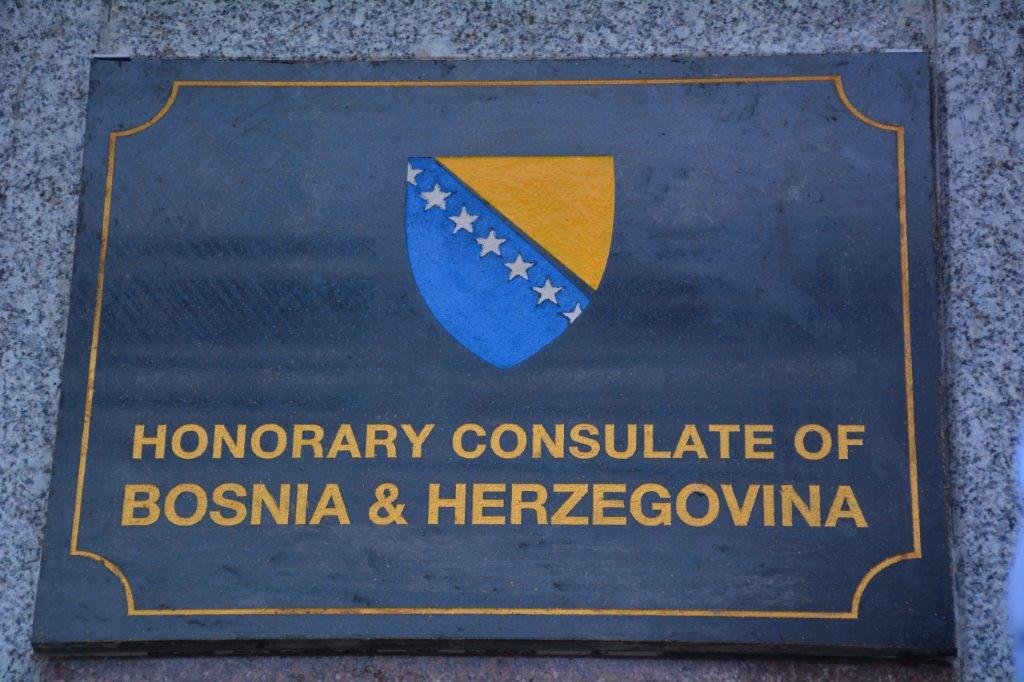 HONORARY CONSULATE OF
BOSNIA & HERZEGOVINA